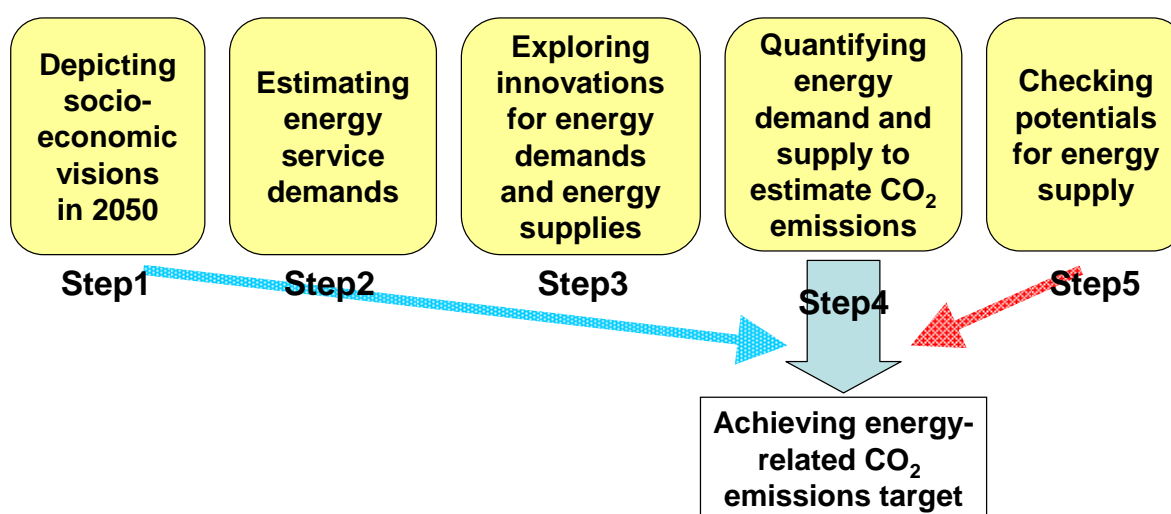 Depicting
socio-
economic
visions
in 2050
Estimating
energy
service
demands
Exploring
innovations
for energy
demands
and energy
supplies
Quantifying
energy
demand and
supply to
estimate CO₂
emissions
Checking
potentials
for energy
supply
Step1
Step2
Step3
Step4
Step5
Achieving energy-
related CO₂
emissions target